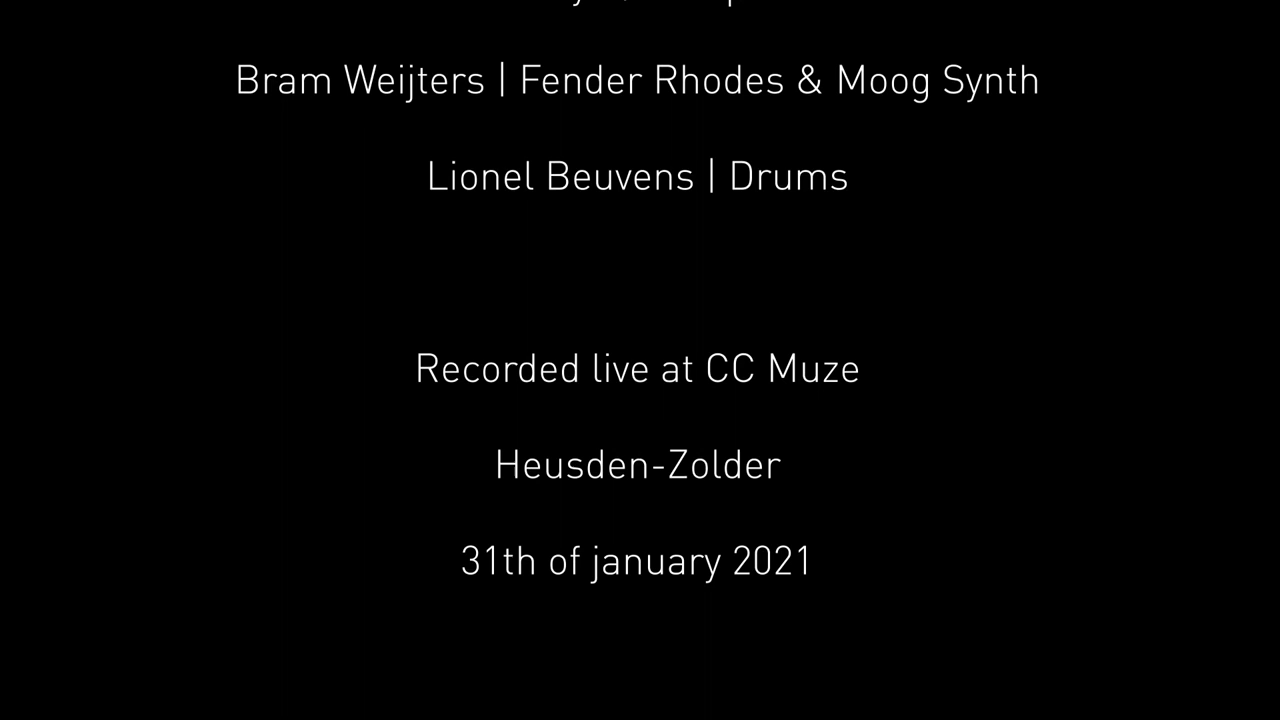 Bram Weijters | Fender Rhodes & Moog Synth
Lionel Beuvens | Drums
Recorded live at CC Muze
Heusden-Zolder
31th of january 2021